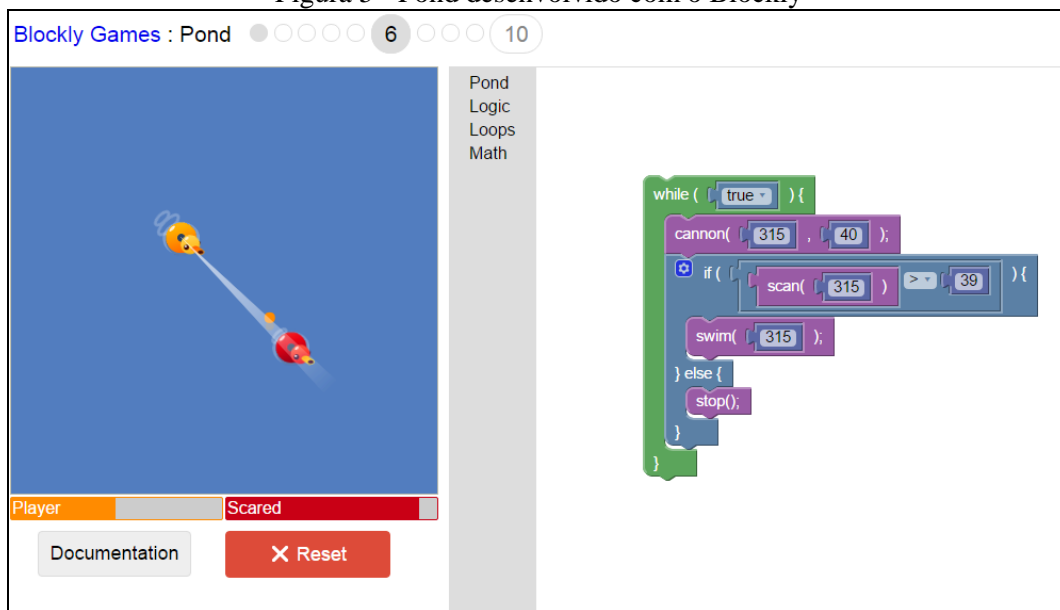 Blockly Games : Pond 6 10
Pond
Logic
Loops
Math
while ( true ) {
cannon( 315 , 40 );
if ( scan( 315 ) > 39 ) {
swim( 315 );
} else {
stop();
}
}
Player Scared
Documentation Reset